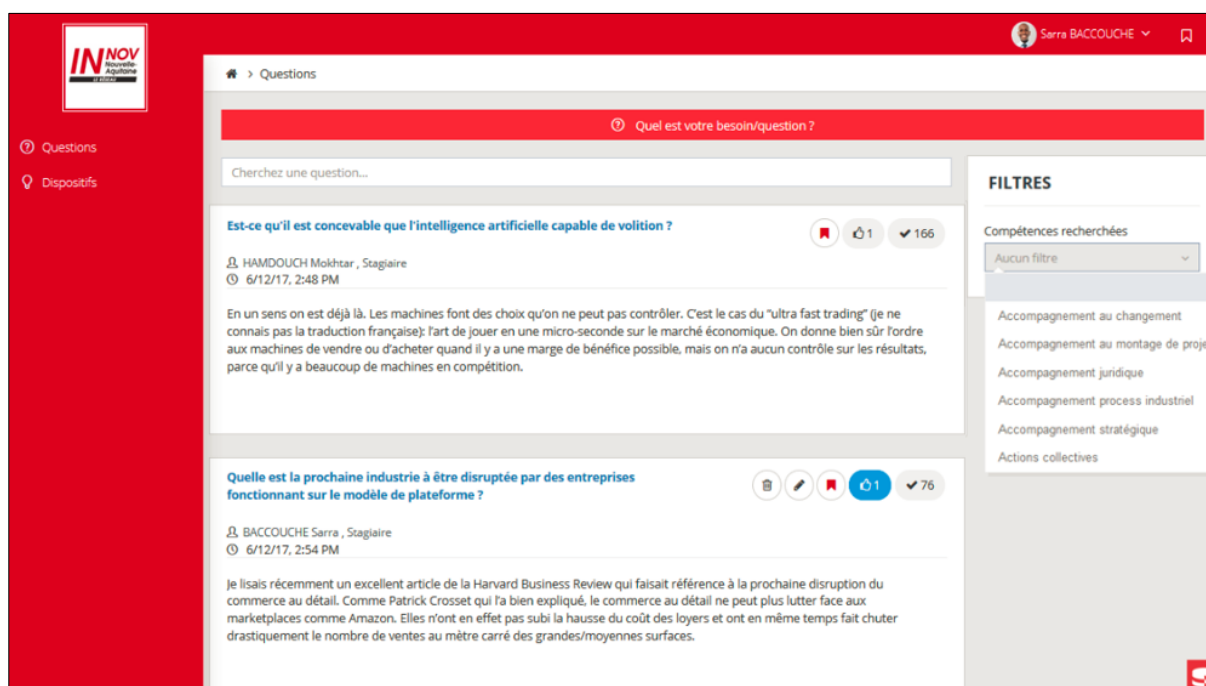 INNOV
Nouvelle-
Aquitaine
LE RÉSEAU
Sarra BACCOUCHE
Questions
Quel est votre besoin/question ?
Questions
Dispositifs
Cherchez une question...
FILTRES
Compétences recherchées
Aucun filtre
Accompagnement au changement
Accompagnement au montage de proje
Accompagnement juridique
Accompagnement process industriel
Accompagnement stratégique
Actions collectives
Est-ce qu'il est concevable que l'intelligence artificielle capable de volition ?
1
166
HAMDOUCH Mokhtar , Stagiaire
6/12/17, 2:48 PM
En un sens on est déjà là. Les machines font des choix qu'on ne peut pas contrôler. C'est le cas du "ultra fast trading" (je ne
connais pas la traduction française): l'art de jouer en une micro-seconde sur le marché économique. On donne bien sûr l'ordre
aux machines de vendre ou d'acheter quand il y a une marge de bénéfice possible, mais on n'a aucun contrôle sur les résultats,
parce qu'il y a beaucoup de machines en compétition.
Quelle est la prochaine industrie à être disruptée par des entreprises
fonctionnant sur le modèle de plateforme ?
1
76
BACCOUCHE Sarra , Stagiaire
6/12/17, 2:54 PM
Je lisais récemment un excellent article de la Harvard Business Review qui faisait référence à la prochaine disruption du
commerce au détail. Comme Patrick Crosset qui l'a bien expliqué, le commerce au détail ne peut plus lutter face aux
marketplaces comme Amazon. Elles n'ont en effet pas subi la hausse du coût des loyers et ont en même temps fait chuter
drastiquement le nombre de ventes au mètre carré des grandes/moyennes surfaces.